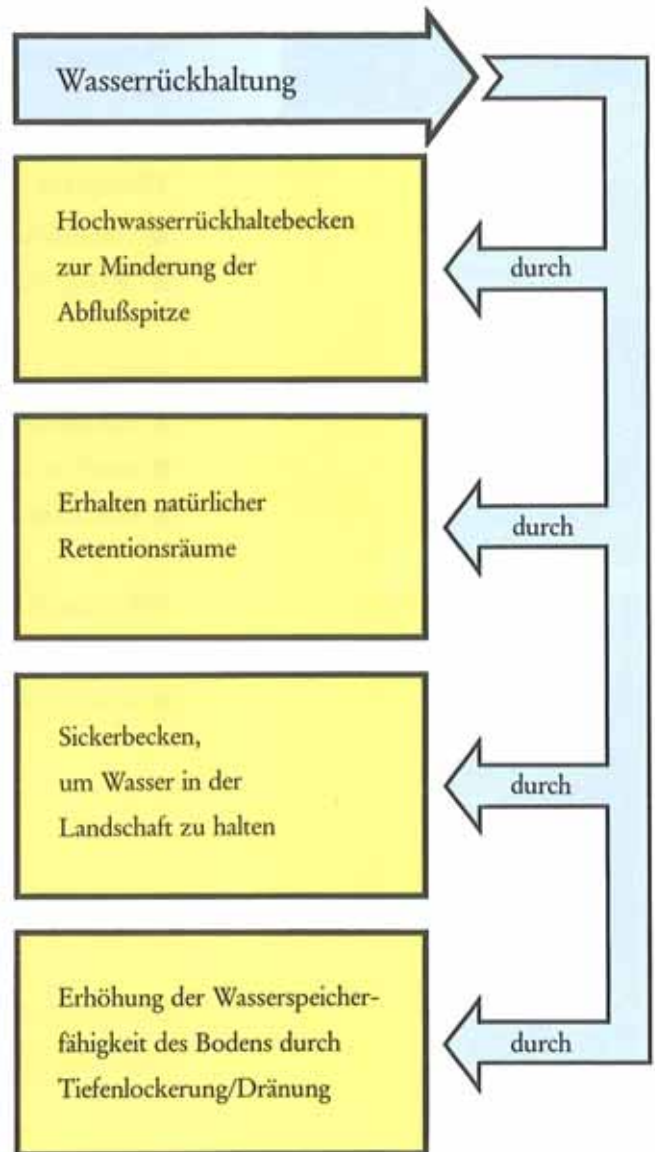 Wasserrückhaltung
Hochwasserrückhaltebecken
zur Minderung der
Abflußspitze
durch
Erhalten natürlicher
Retentionsräume
durch
Sickerbecken,
um Wasser in der
Landschaft zu halten
durch
Erhöhung der Wasserspeicher-
fähigkeit des Bodens durch
Tiefenlockerung/Dränung
durch